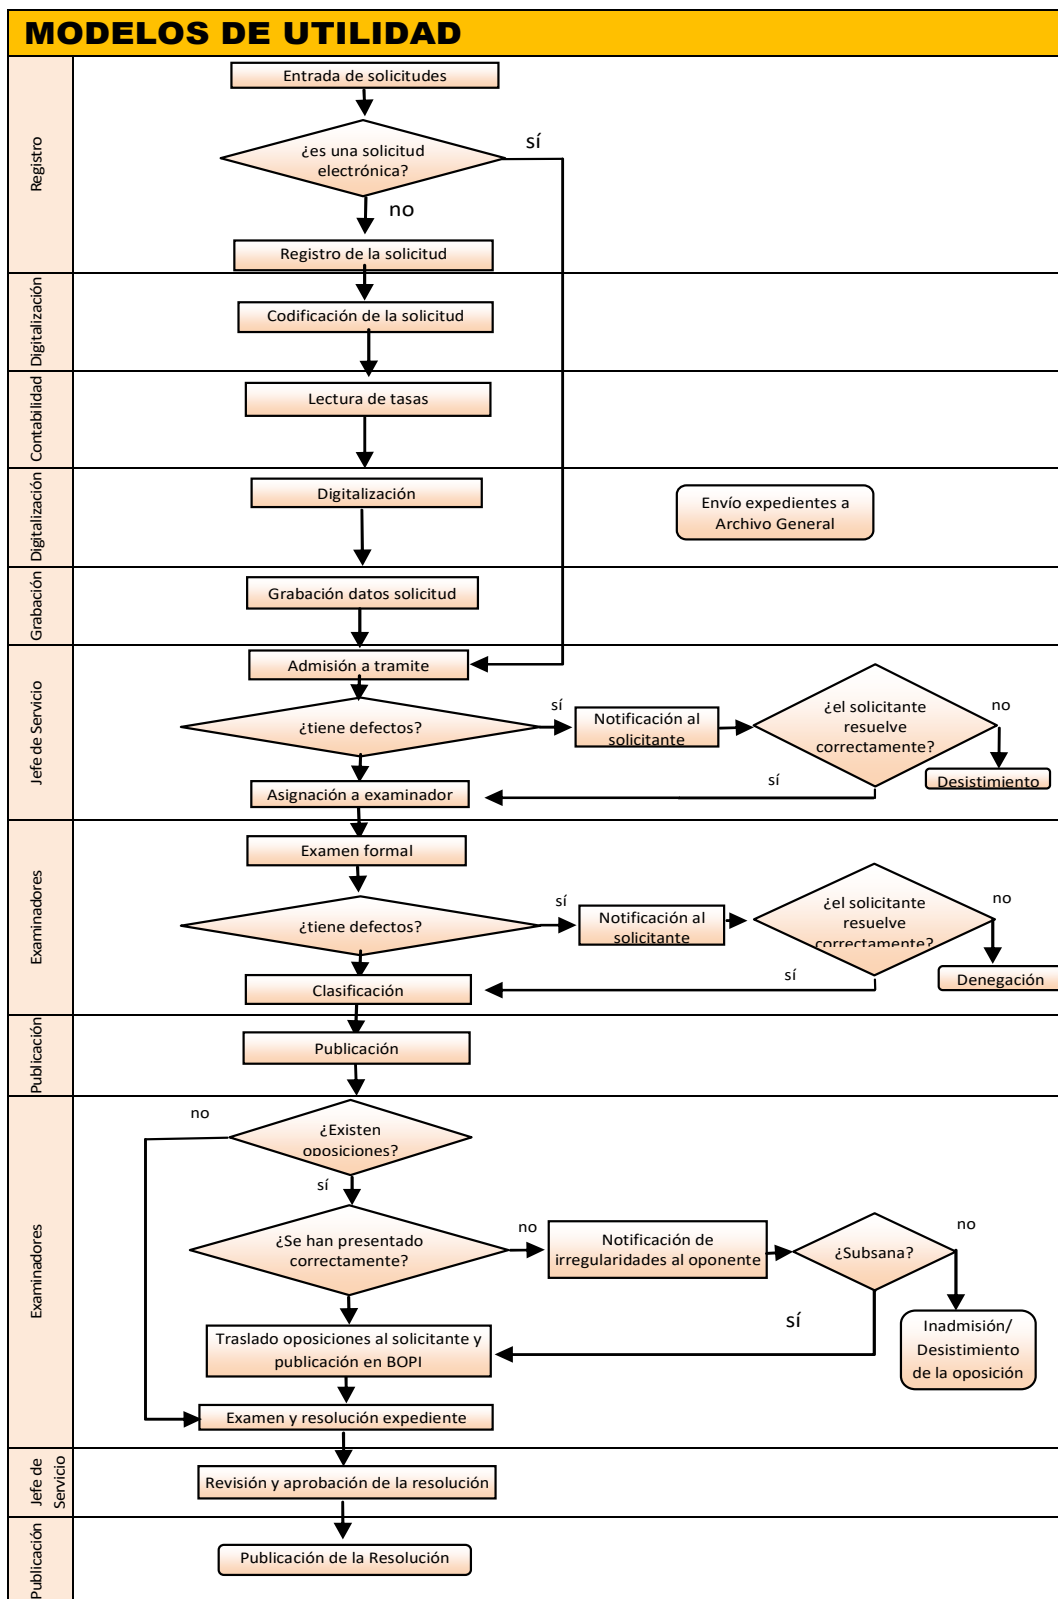 MODELOS DE UTILIDAD
Registro
Entrada de solicitudes
¿es una solicitud
electrónica?
sí
no
Registro de la solicitud
Digitalización
Codificación de la solicitud
Contabilidad
Lectura de tasas
Digitalización
Digitalización
Envío expedientes a
Archivo General
Grabación
Grabación datos solicitud
Jefe de Servicio
Admisión a tramite
¿tiene defectos?
sí
Notificación al
solicitante
¿el solicitante
resuelve
correctamente?
no
Desistimiento
sí
Asignación a examinador
Examinadores
Examen formal
¿tiene defectos?
sí
Notificación al
solicitante
¿el solicitante
resuelve
correctamente?
no
Denegación
sí
Clasificación
Publicación
Publicación
Examinadores
no
¿Existen
oposiciones?
sí
¿Se han presentado
correctamente?
no
Notificación de
irregularidades al oponente
¿Subsana?
no
Inadmisión/
Desistimiento
de la oposición
sí
Traslado oposiciones al solicitante y
publicación en BOPI
Examen y resolución expediente
Jefe de
Servicio
Revisión y aprobación de la resolución
Publicación
Publicación de la Resolución